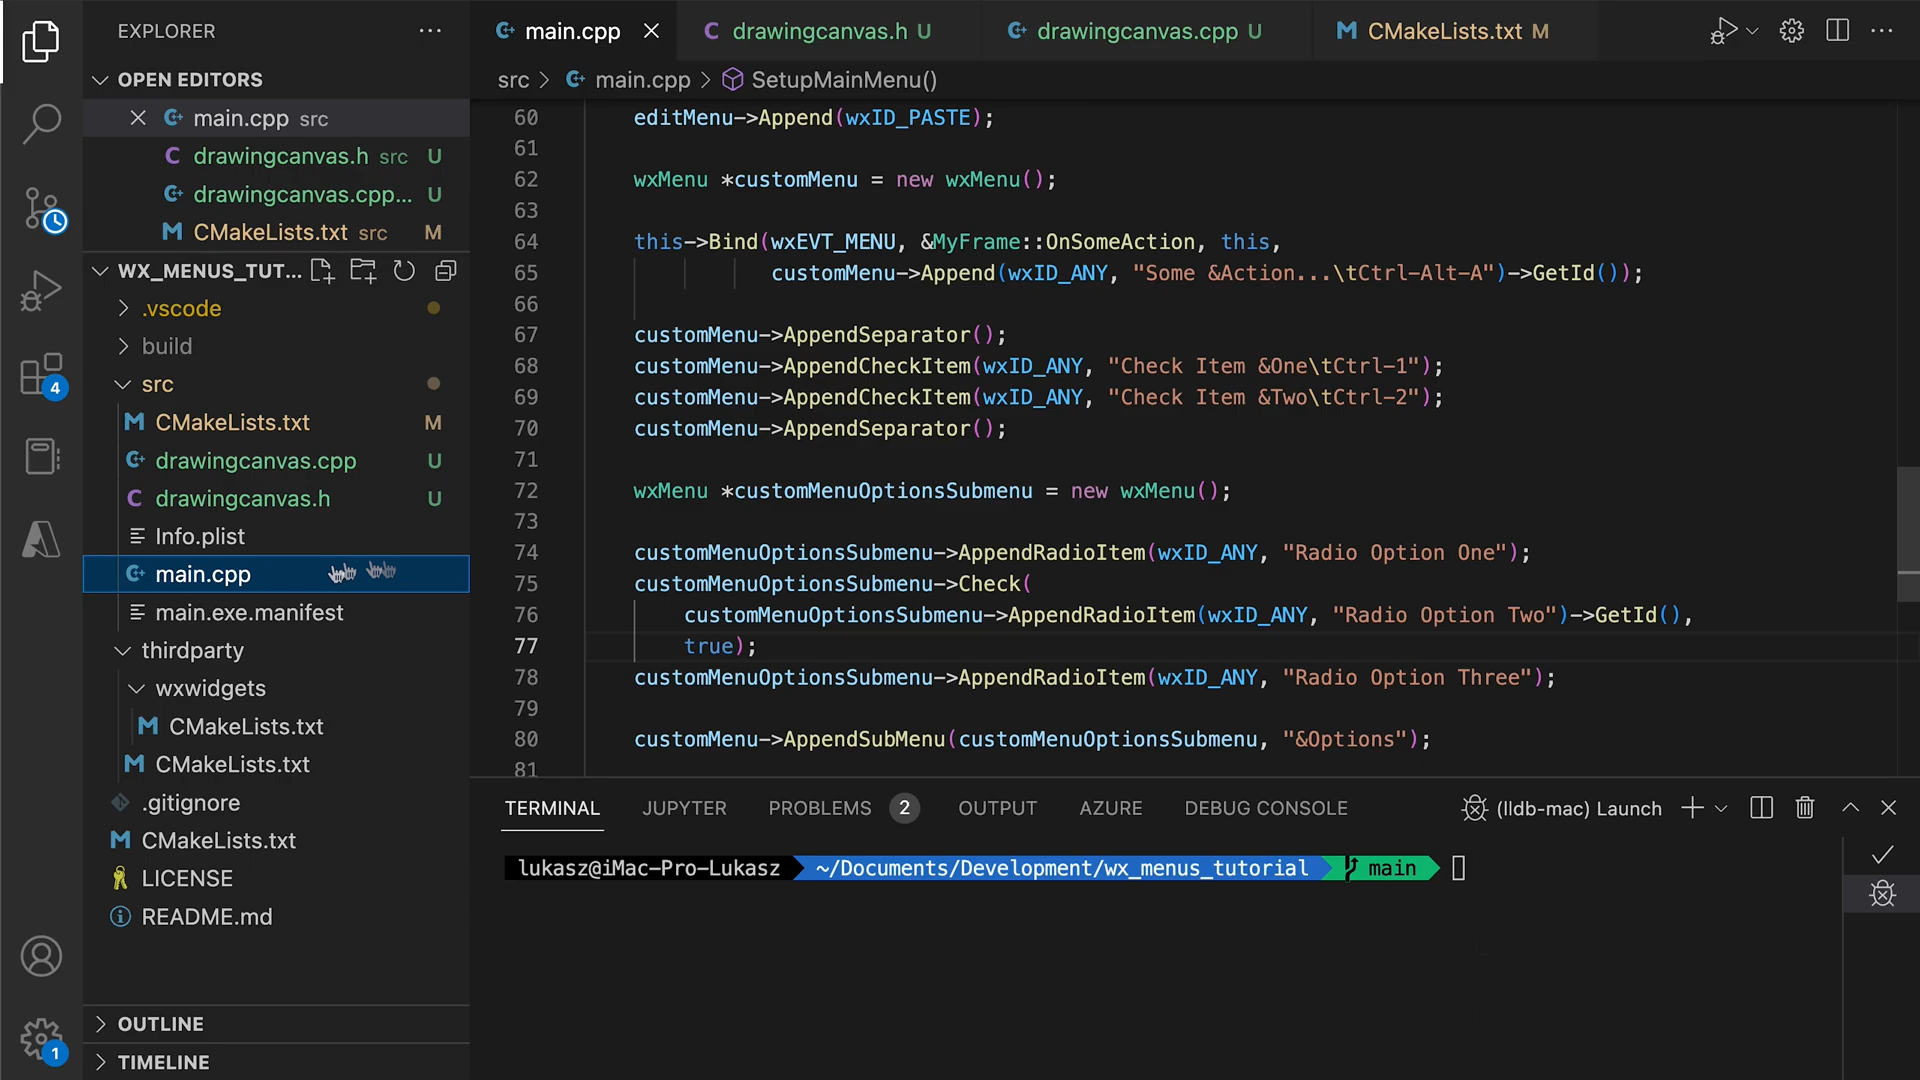 EXPLORER
OPEN EDITORS
main.cpp src
drawingcanvas.h src U
drawingcanvas.cpp... U
CMakeLists.txt src M
WX_MENUS_TUT...
.vscode
build
src
CMakeLists.txt M
drawingcanvas.cpp U
drawingcanvas.h U
Info.plist
main.cpp
main.exe.manifest
thirdparty
wxwidgets
CMakeLists.txt
CMakeLists.txt
.gitignore
CMakeLists.txt
LICENSE
README.md
OUTLINE
TIMELINE
4
1
main.cpp drawingcanvas.h U drawingcanvas.cpp U CMakeLists.txt M
src > main.cpp > SetupMainMenu()
60 editMenu->Append(wxID_PASTE);
61
62 wxMenu *customMenu = new wxMenu();
63
64 this->Bind(wxEVT_MENU, &MyFrame::OnSomeAction, this,
65 customMenu->Append(wxID_ANY, "Some &Action...\tCtrl-Alt-A")->GetId());
66
67 customMenu->AppendSeparator();
68 customMenu->AppendCheckItem(wxID_ANY, "Check Item &One\tCtrl-1");
69 customMenu->AppendCheckItem(wxID_ANY, "Check Item &Two\tCtrl-2");
70 customMenu->AppendSeparator();
71
72 wxMenu *customMenuOptionsSubmenu = new wxMenu();
73
74 customMenuOptionsSubmenu->AppendRadioItem(wxID_ANY, "Radio Option One");
75 customMenuOptionsSubmenu->Check(
76 customMenuOptionsSubmenu->AppendRadioItem(wxID_ANY, "Radio Option Two")->GetId(),
77 true);
78 customMenuOptionsSubmenu->AppendRadioItem(wxID_ANY, "Radio Option Three");
79
80 customMenu->AppendSubMenu(customMenuOptionsSubmenu, "&Options");
81
TERMINAL JUPYTER PROBLEMS 2 OUTPUT AZURE DEBUG CONSOLE (lldb-mac) Launch
lukasz@iMac-Pro-Lukasz ~/Documents/Development/wx_menus_tutorial main